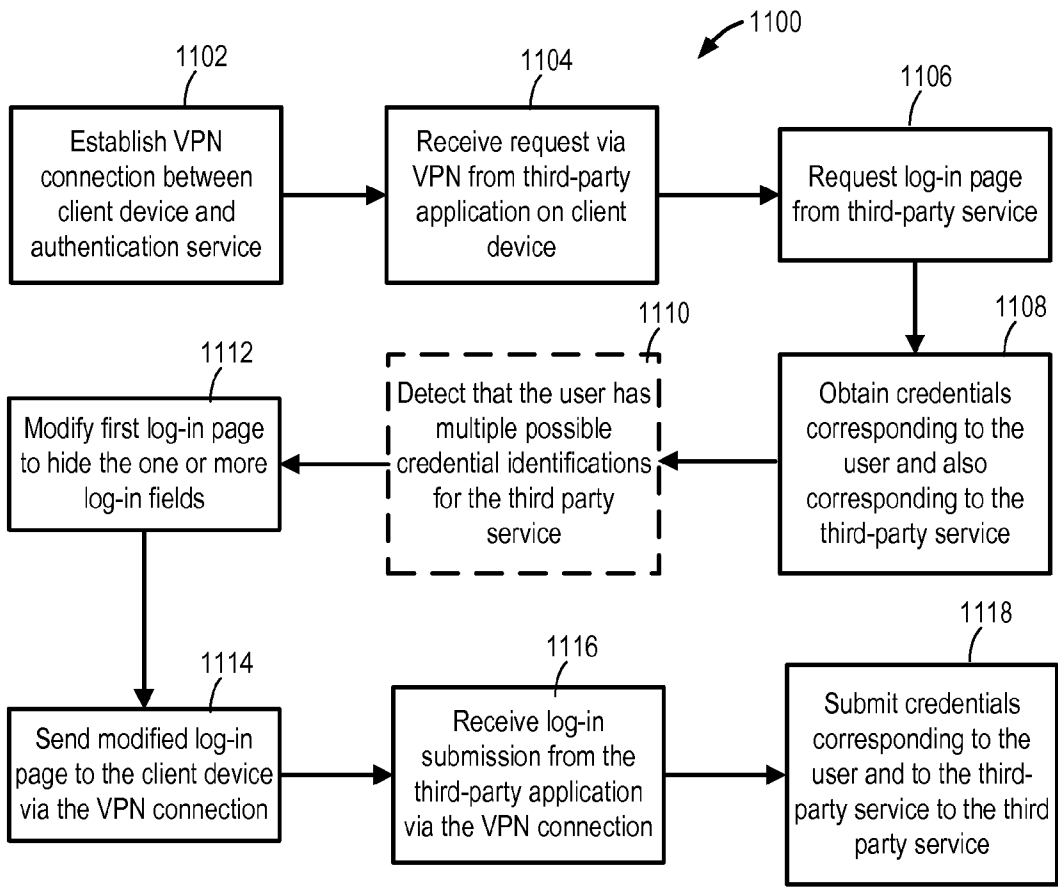 1100
1102
Establish VPN
connection between
client device and
authentication service
1104
Receive request via
VPN from third-party
application on client
device
1106
Request log-in page
from third-party service
1108
Obtain credentials
corresponding to the
user and also
corresponding to the
third-party service
1110
Detect that the user has
multiple possible
credential identifications
for the third party
service
1112
Modify first log-in page
to hide the one or more
log-in fields
1114
Send modified log-in
page to the client device
via the VPN connection
1116
Receive log-in
submission from the
third-party application
via the VPN connection
1118
Submit credentials
corresponding to the
user and to the third-
party service to the third
party service